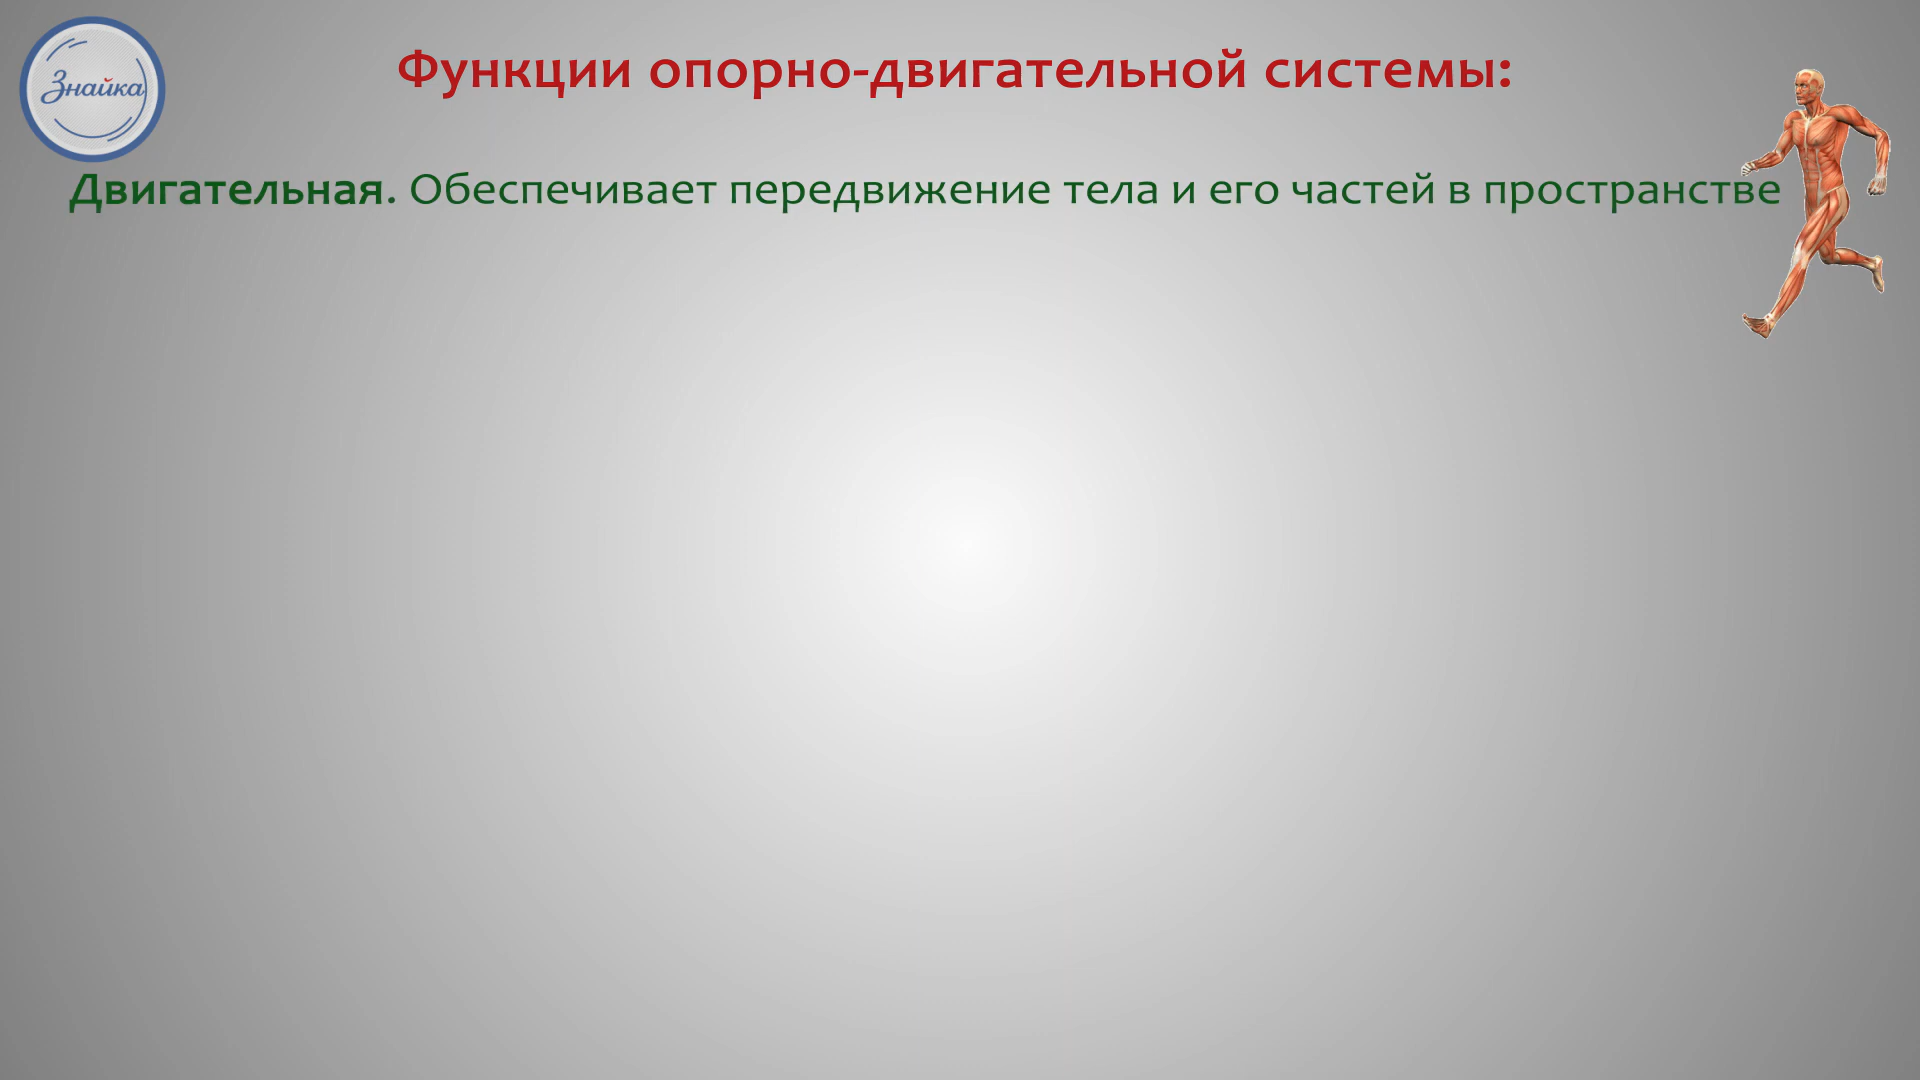 Знайка
Функции опорно-двигательной системы:
Двигательная. Обеспечивает передвижение тела и его частей в пространстве